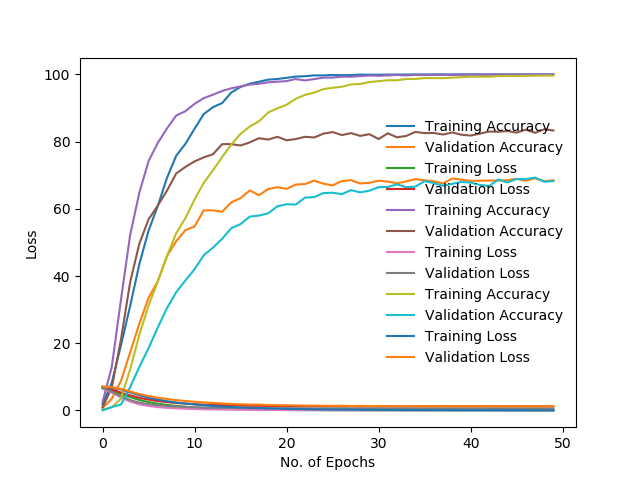 100
80
60
40
20
0
Loss
Training Accuracy
Validation Accuracy
Training Loss
Validation Loss
Training Accuracy
Validation Accuracy
Training Loss
Validation Loss
Training Accuracy
Validation Accuracy
Training Loss
Validation Loss
0 10 20 30 40 50
No. of Epochs